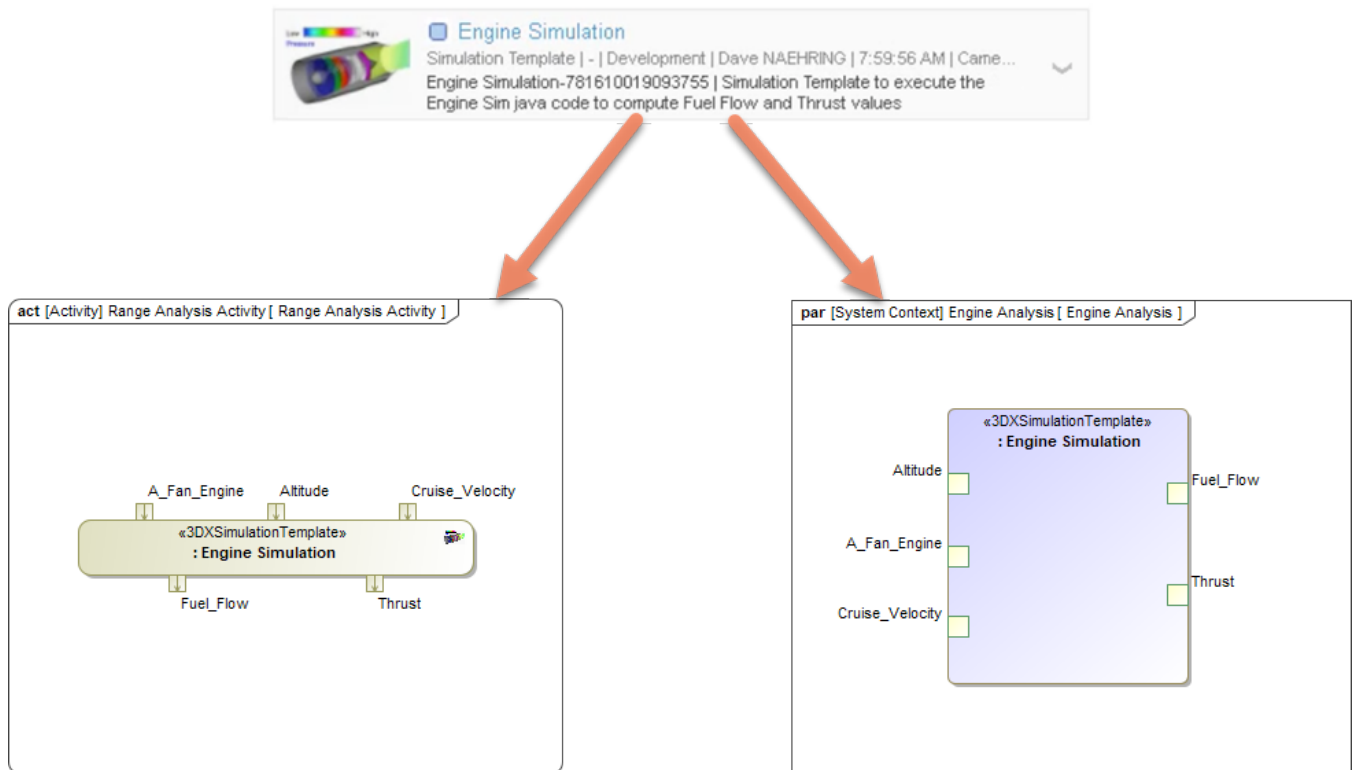 Low High
Pressure
Engine Simulation
Simulation Template | - | Development | Dave NAEHRING | 7:59:56 AM | Came...
Engine Simulation-781610019093755 | Simulation Template to execute the
Engine Sim java code to compute Fuel Flow and Thrust values
act [Activity] Range Analysis Activity [ Range Analysis Activity ]
A_Fan_Engine Altitude Cruise_Velocity
«3DXSimulationTemplate»
: Engine Simulation
Fuel_Flow Thrust
par [System Context] Engine Analysis [ Engine Analysis ]
«3DXSimulationTemplate»
: Engine Simulation
Altitude
Fuel_Flow
A_Fan_Engine
Thrust
Cruise_Velocity